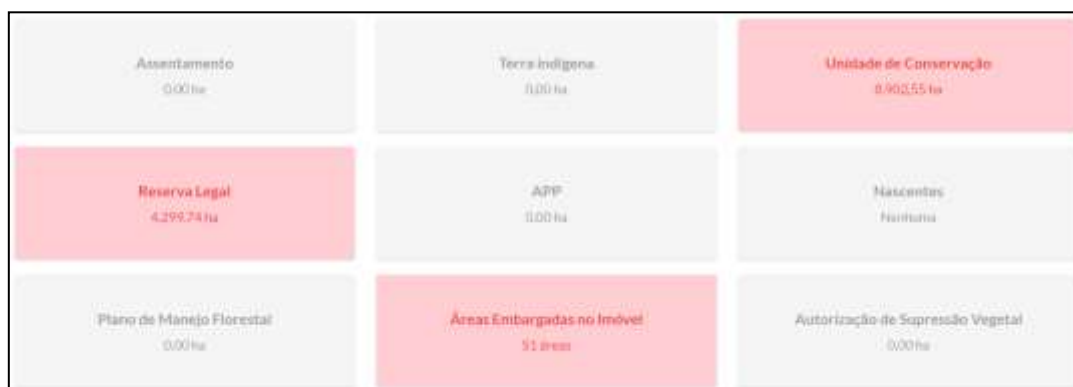 Assentamento
0,00 ha
Terra indígena
0,00 ha
Unidade de Conservação
8.902,55 ha
Reserva Legal
4.299,74 ha
APP
0,00 ha
Nascentes
Nenhuma
Plano de Manejo Florestal
0,00 ha
Áreas Embargadas no Imóvel
51 áreas
Autorização de Supressão Vegetal
0,00 ha